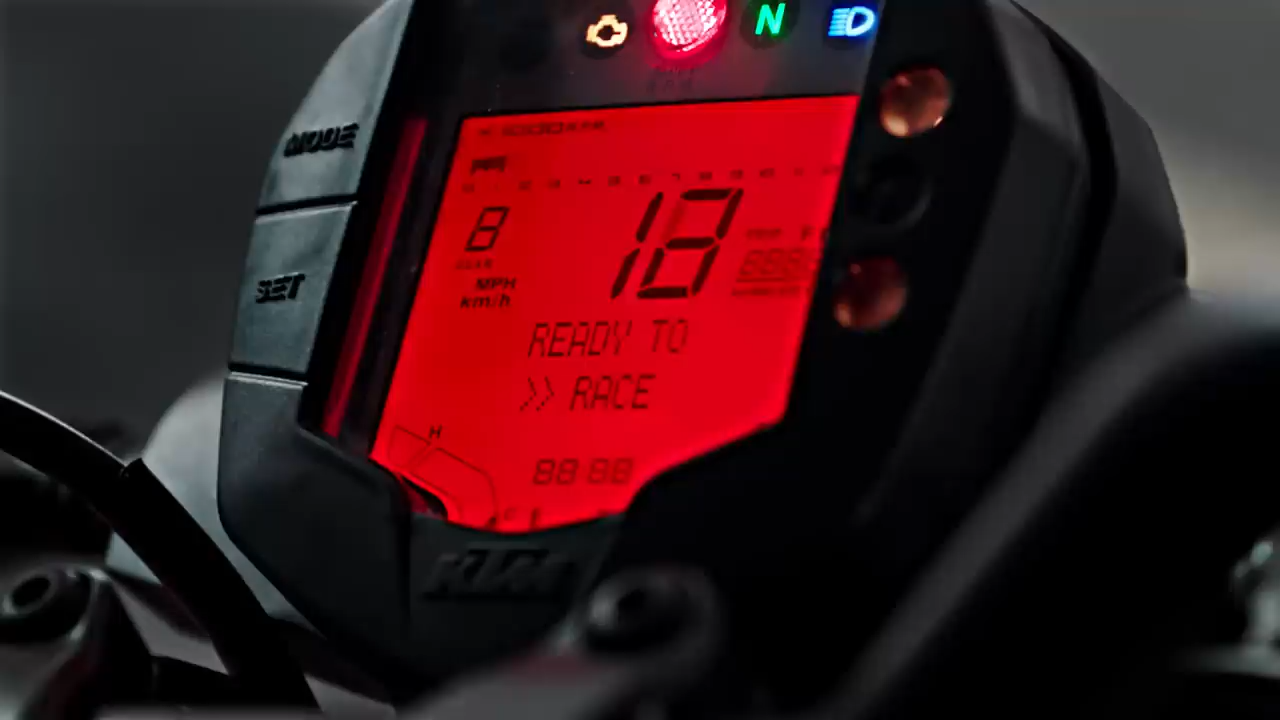 N
MODE
8
18
SET
MPH
km/h
READY TO
>> RACE
H
88 88
KTM